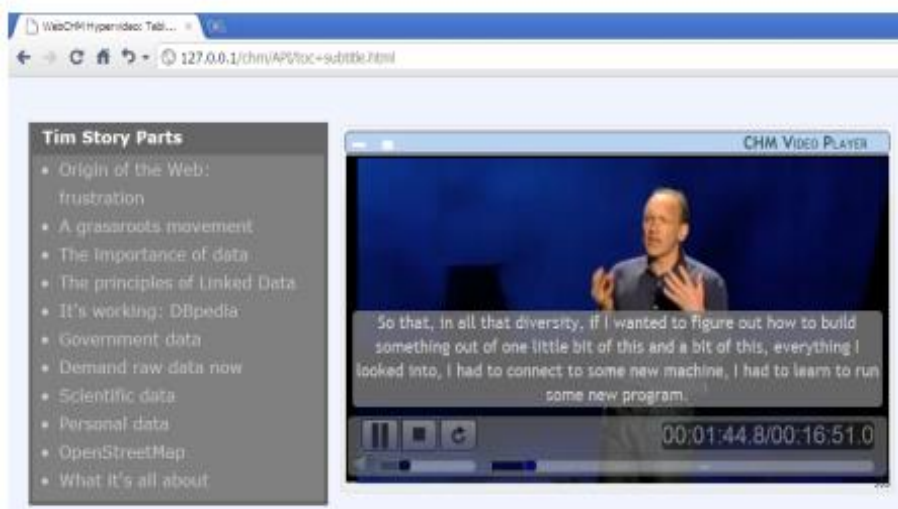 WebCHM Hypervideo: Tabl...
127.0.0.1/chm/API/toc+subtitle.html
Tim Story Parts
• Origin of the Web:
frustration
• A grassroots movement
• The importance of data
• The principles of Linked Data
• It's working: DBpedia
• Government data
• Demand raw data now
• Scientific data
• Personal data
• OpenStreetMap
• What it's all about
CHM VIDEO PLAYER
So that, in all that diversity, if I wanted to figure out how to build
something out of one little bit of this and a bit of this, everything I
looked into, I had to connect to some new machine, I had to learn to run
some new program.
00:01:44.8/00:16:51.0